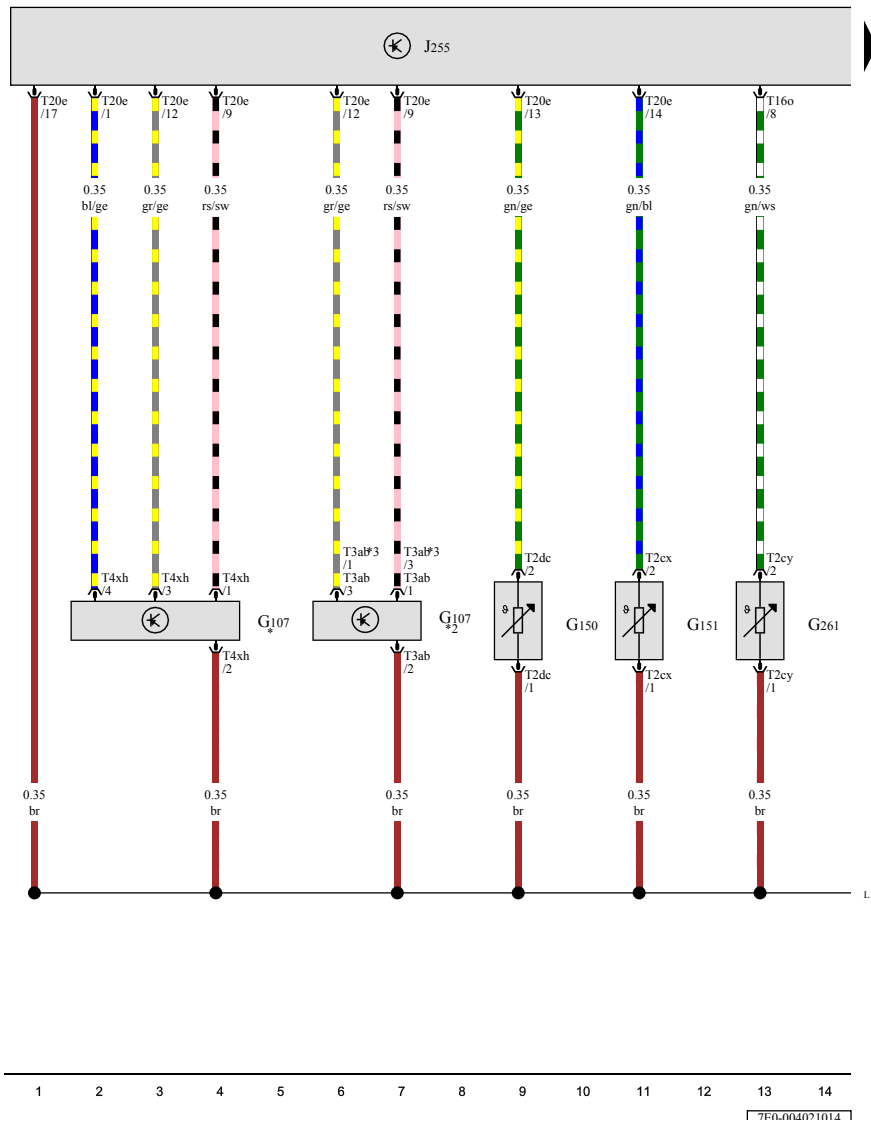 J255
T20e T20e T20e T20e T20e T20e T20e T20e T16o
/17 /1 /12 /9 /12 /9 /13 /14 /8
0.35 0.35 0.35 0.35 0.35 0.35 0.35 0.35
bl/ge gr/ge rs/sw gr/ge rs/sw gn/ge gn/bl gn/ws
T3ab*3 T3ab*3 T2dc T2cx T2cy
/1 /3 /2 /2 /2
T4xh T4xh T4xh T3ab T3ab
/4 /3 /1 /3 /1
G107 G107 G150 G151 G261
* *2
T4xh T3ab
/2 /2
T2dc T2cx T2cy
/1 /1 /1
0.35 0.35 0.35 0.35 0.35 0.35
br br br br br br
L
1 2 3 4 5 6 7 8 9 10 11 12 13 14
7E0-004021014